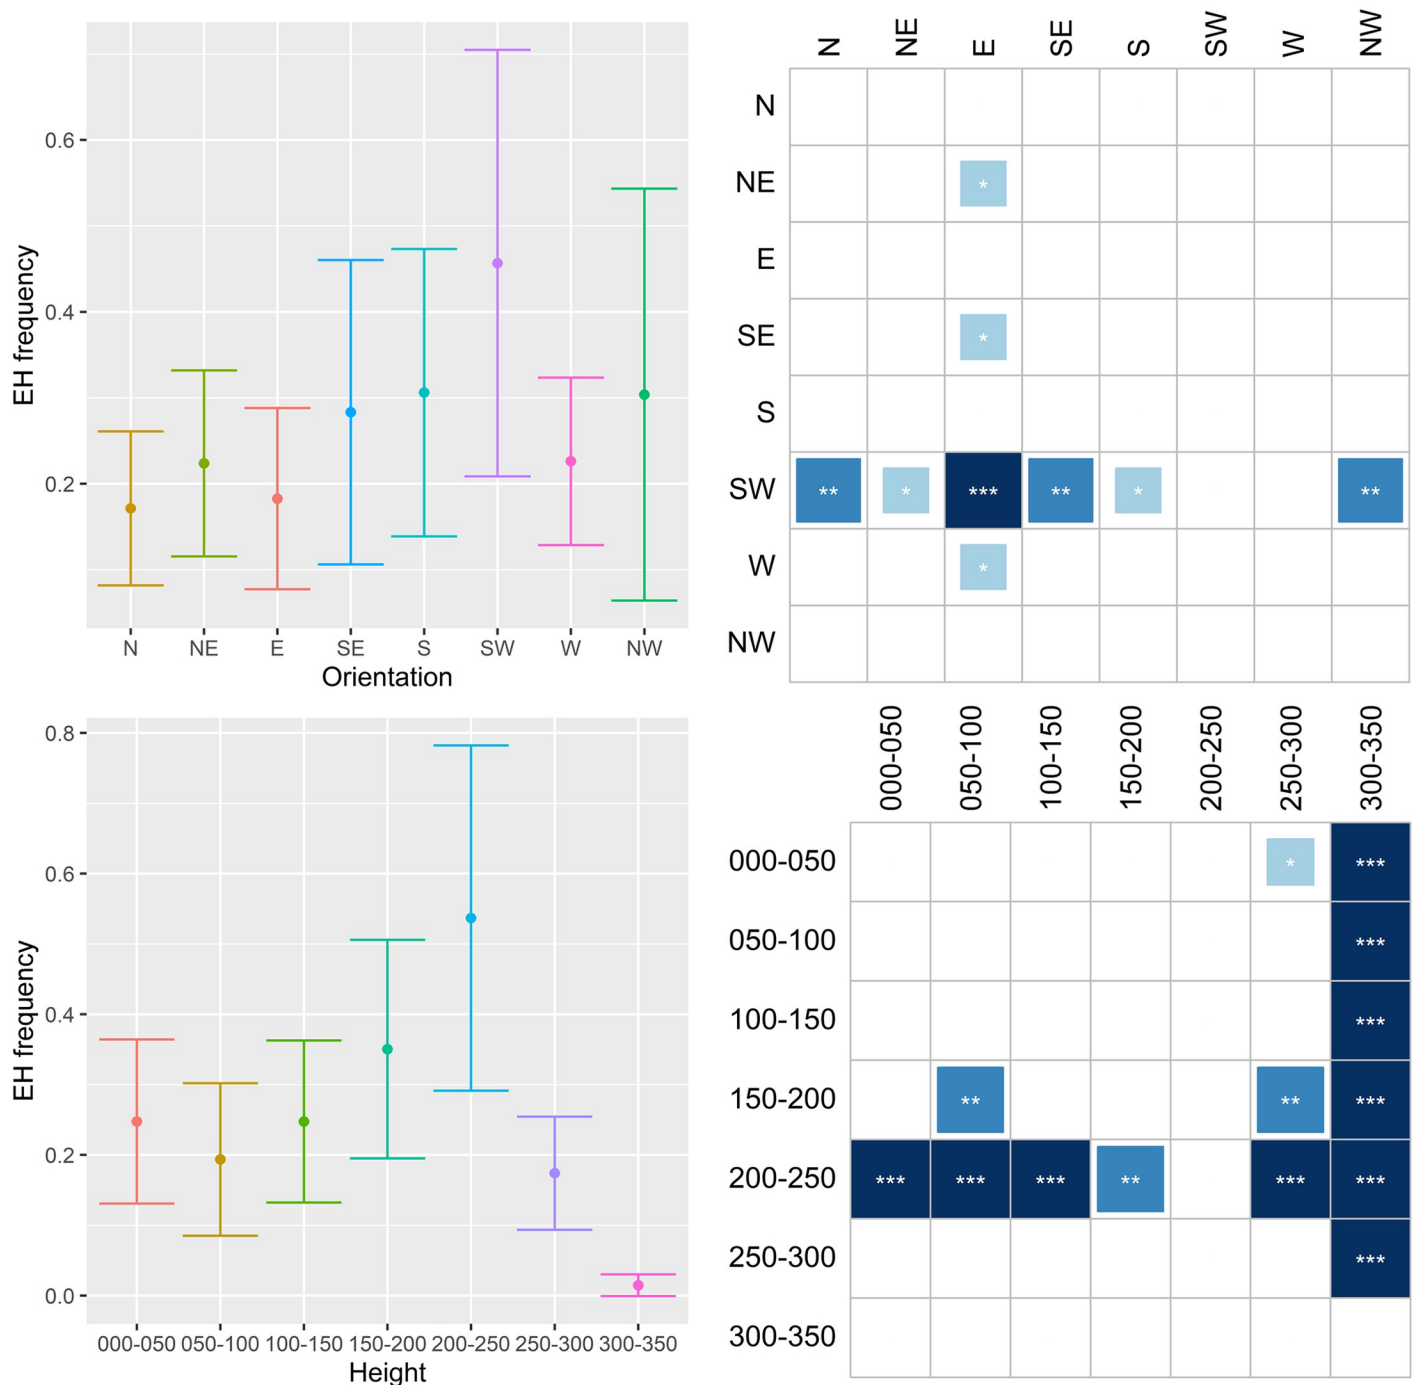 EH frequency
0.6
0.4
0.2
N NE E SE S SW W NW
Orientation
N NE E SE S SW W NW
N
NE *
E
SE *
S
SW ** * *** ** * **
W *
NW
EH frequency
0.8
0.6
0.4
0.2
0.0
000-050 050-100 100-150 150-200 200-250 250-300 300-350
Height
000-050 050-100 100-150 150-200 200-250 250-300 300-350
000-050 * ***
050-100 ***
100-150 ***
150-200 ** ** ***
200-250 *** *** *** ** *** ***
250-300 ***
300-350